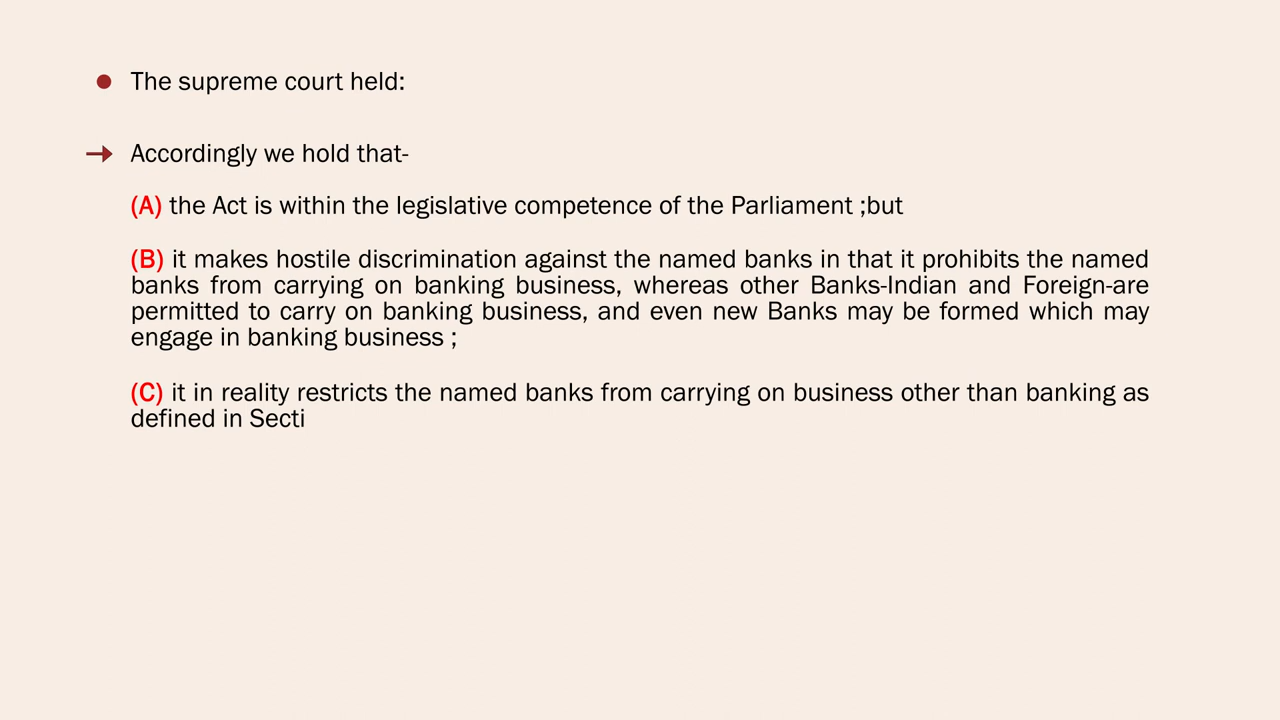 The supreme court held:
Accordingly we hold that-
(A) the Act is within the legislative competence of the Parliament ;but
(B) it makes hostile discrimination against the named banks in that it prohibits the named
banks from carrying on banking business, whereas other Banks-Indian and Foreign-are
permitted to carry on banking business, and even new Banks may be formed which may
engage in banking business ;
(C) it in reality restricts the named banks from carrying on business other than banking as
defined in Secti